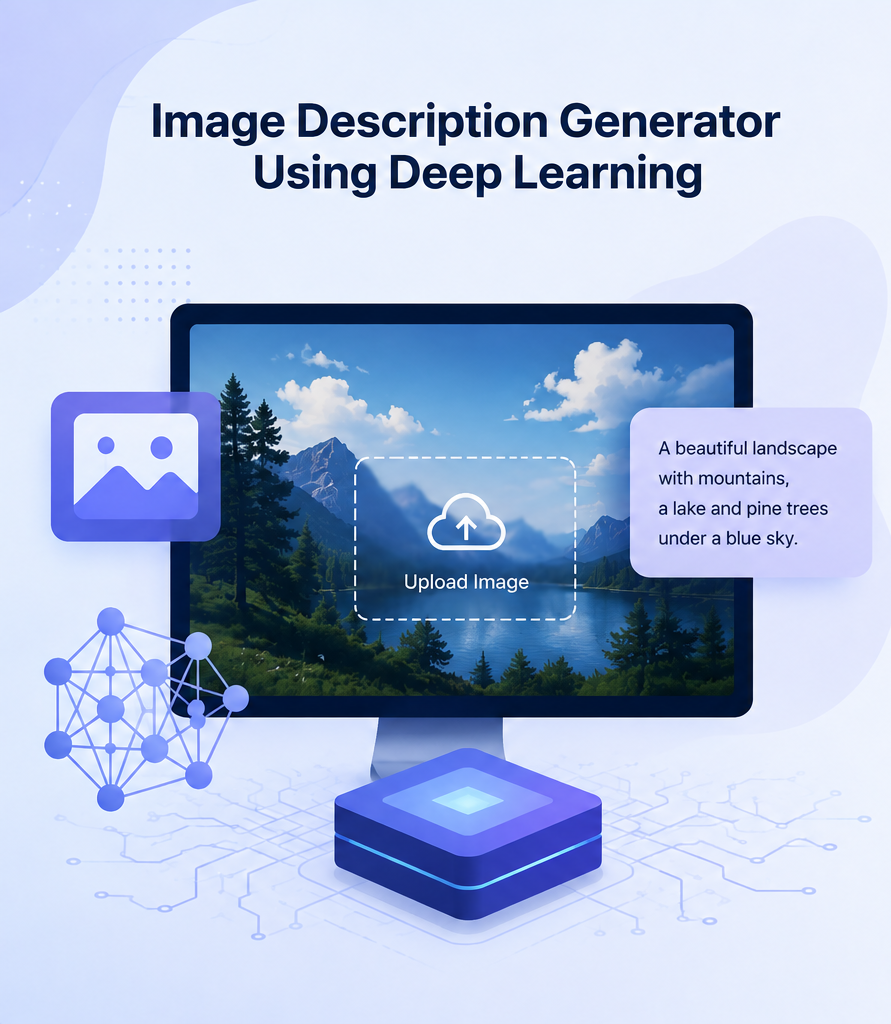 Image Description Generator
Using Deep Learning
Upload Image
A beautiful landscape
with mountains,
a lake and pine trees
under a blue sky.